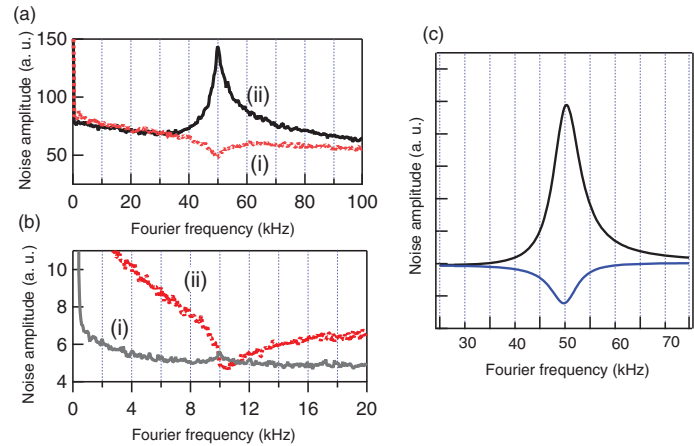 (a)
150
100
50
Noise amplitude (a. u.)
(ii)
(i)
0 20 40 60 80 100
Fourier frequency (kHz)
(b)
10
8
6
4
Noise amplitude (a. u.)
(ii)
(i)
0 4 8 12 16 20
Fourier frequency (kHz)
(c)
Noise amplitude (a. u.)
30 40 50 60 70
Fourier frequency (kHz)